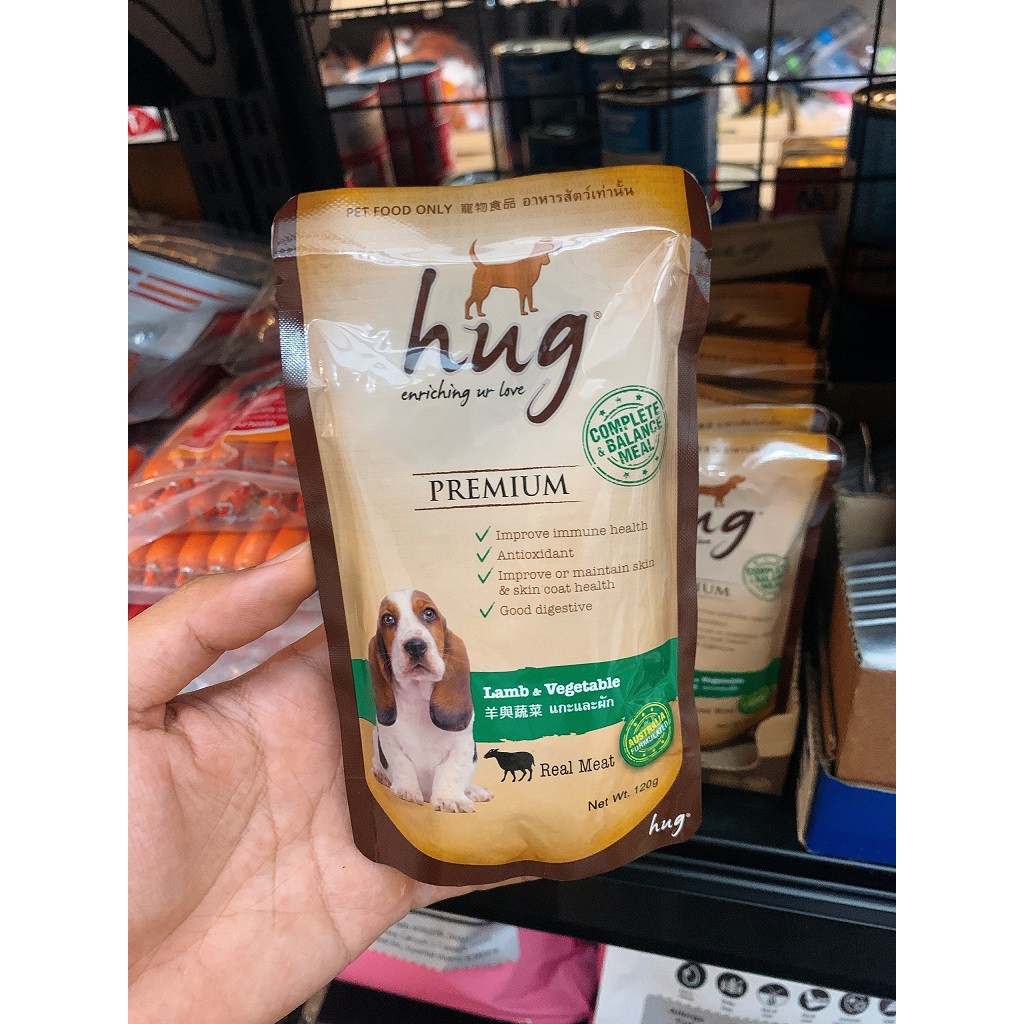 PET FOOD ONLY 寵物食品 อาหารสัตว์เท่านั้น
hug®
enriching ur love
COMPLETE
& BALANCE
MEAL
PREMIUM
Improve immune health
Antioxidant
Improve or maintain skin
& skin coat health
Good digestive
Lamb & Vegetable
羊與蔬菜 แกะและผัก
AUSTRALIA
FORMULATED
Real Meat
Net Wt. 120g
hug®